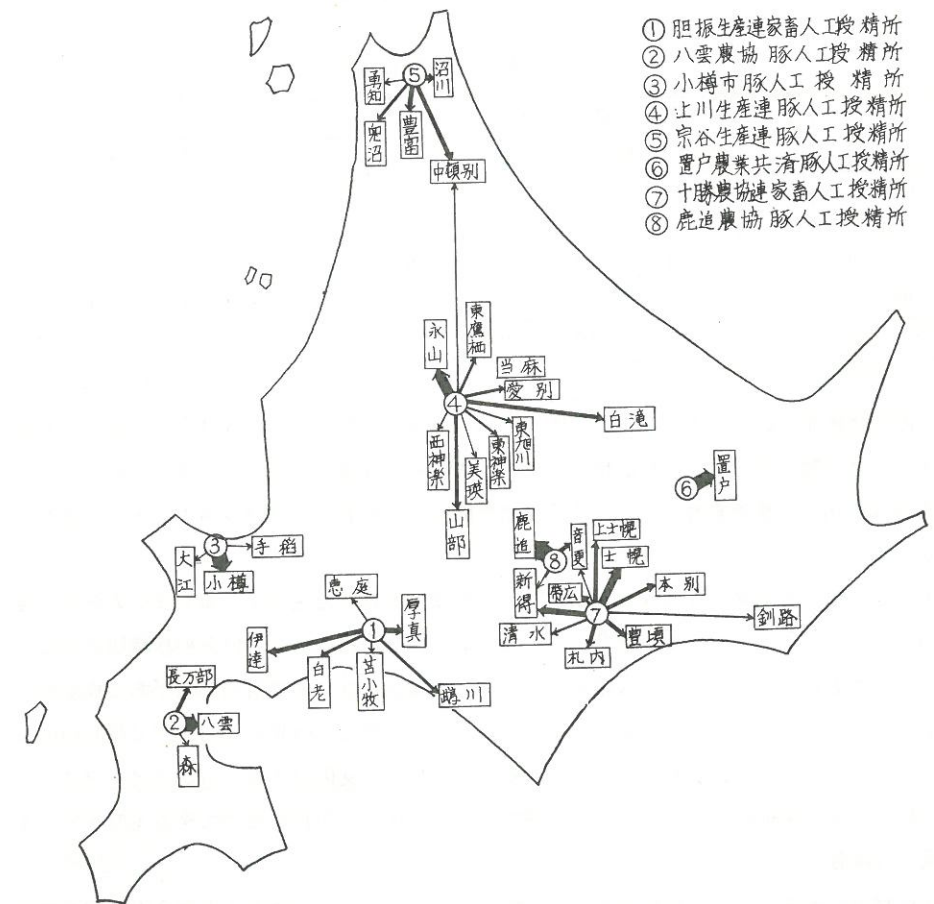 ① 胆振生産連家畜人工授精所
② 八雲農協豚人工授精所
③ 小樽市豚人工授精所
④ 上川生産連豚人工授精所
⑤ 宗谷生産連豚人工授精所
⑥ 置戸農業共済豚人工授精所
⑦ 十勝農協連家畜人工授精所
⑧ 鹿追農協豚人工授精所
⑤
勇知
沼川
兜沼
豊富
中頓別
永山
東鷹栖
当麻
愛別
④
白滝
西神楽
美瑛
東神楽
東旭川
山部
置戸
⑥
③
手稲
大江
小樽
鹿追
音更
上士幌
士幌
⑧
新得
帯広
本別
⑦
釧路
清水
札内
豊頃
恵庭
厚真
①
伊達
白老
苫小牧
鵡川
長万部
②
八雲
森